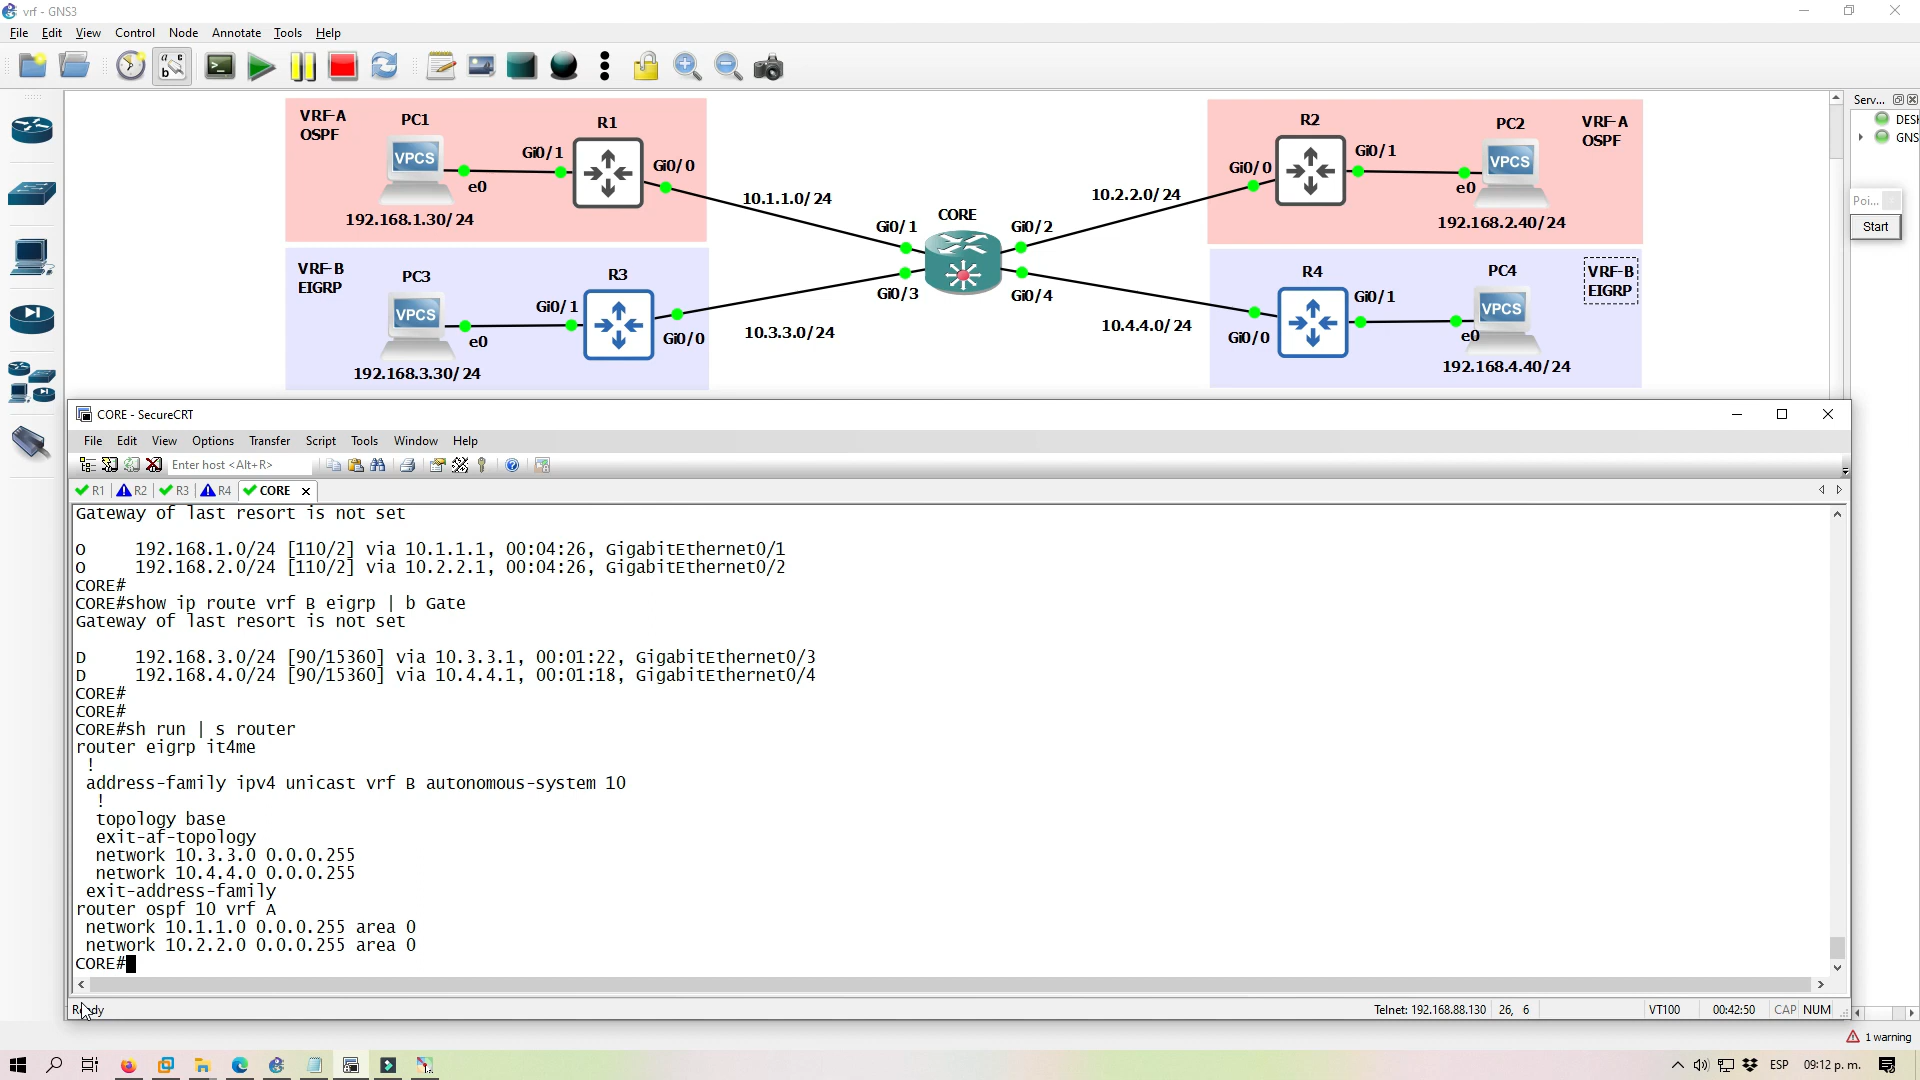 vrf - GNS3
File Edit View Control Node Annotate Tools Help
Serv...
DESH
GNS
Poi...
Start
VRF-A
OSPF
PC1
VPCS
e0
192.168.1.30/24
R1
Gi0/1
Gi0/0
10.1.1.0/24
CORE
Gi0/1
Gi0/2
Gi0/3
Gi0/4
10.2.2.0/24
R2
Gi0/0
Gi0/1
PC2
VPCS
e0
192.168.2.40/24
VRF-A
OSPF
VRF-B
EIGRP
PC3
VPCS
e0
192.168.3.30/24
R3
Gi0/1
Gi0/0
10.3.3.0/24
10.4.4.0/24
R4
Gi0/0
Gi0/1
PC4
VPCS
e0
192.168.4.40/24
VRF-B
EIGRP
CORE - SecureCRT
File Edit View Options Transfer Script Tools Window Help
Enter host <Alt+R>
R1 R2 R3 R4 CORE
Gateway of last resort is not set
O 192.168.1.0/24 [110/2] via 10.1.1.1, 00:04:26, GigabitEthernet0/1
O 192.168.2.0/24 [110/2] via 10.2.2.1, 00:04:26, GigabitEthernet0/2
CORE#
CORE#show ip route vrf B eigrp | b Gate
Gateway of last resort is not set
D 192.168.3.0/24 [90/15360] via 10.3.3.1, 00:01:22, GigabitEthernet0/3
D 192.168.4.0/24 [90/15360] via 10.4.4.1, 00:01:18, GigabitEthernet0/4
CORE#
CORE#
CORE#sh run | s router
router eigrp it4me
!
address-family ipv4 unicast vrf B autonomous-system 10
!
topology base
exit-af-topology
network 10.3.3.0 0.0.0.255
network 10.4.4.0 0.0.0.255
exit-address-family
router ospf 10 vrf A
network 10.1.1.0 0.0.0.255 area 0
network 10.2.2.0 0.0.0.255 area 0
CORE#
Ready
Telnet: 192.168.88.130 26, 6 VT100 00:42:50 CAP NUM
1 warning
ESP 09:12 p. m.